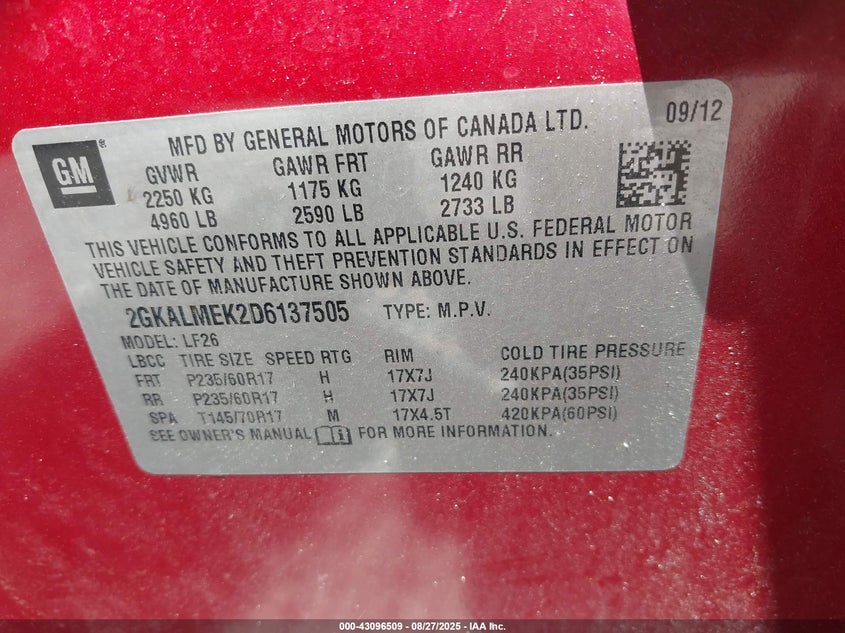 MFD BY GENERAL MOTORS OF CANADA LTD. 09/12
GM
GVWR GAWR FRT GAWR RR
2250 KG 1175 KG 1240 KG
4960 LB 2590 LB 2733 LB
THIS VEHICLE CONFORMS TO ALL APPLICABLE U.S. FEDERAL MOTOR
VEHICLE SAFETY AND THEFT PREVENTION STANDARDS IN EFFECT ON
THE DATE OF MANUFACTURE SHOWN ABOVE.
2GKALMEK2D6137505 TYPE: M.P.V.
MODEL: LF26
LBCC TIRE SIZE SPEED RTG RIM COLD TIRE PRESSURE
FRT P235/60R17 H 17X7J 240KPA(35PSI)
RR P235/60R17 H 17X7J 240KPA(35PSI)
SPA T145/70R17 M 17X4.5T 420KPA(60PSI)
SEE OWNER'S MANUAL FOR MORE INFORMATION.
000-43096509 - 08/27/2025 - IAA Inc.